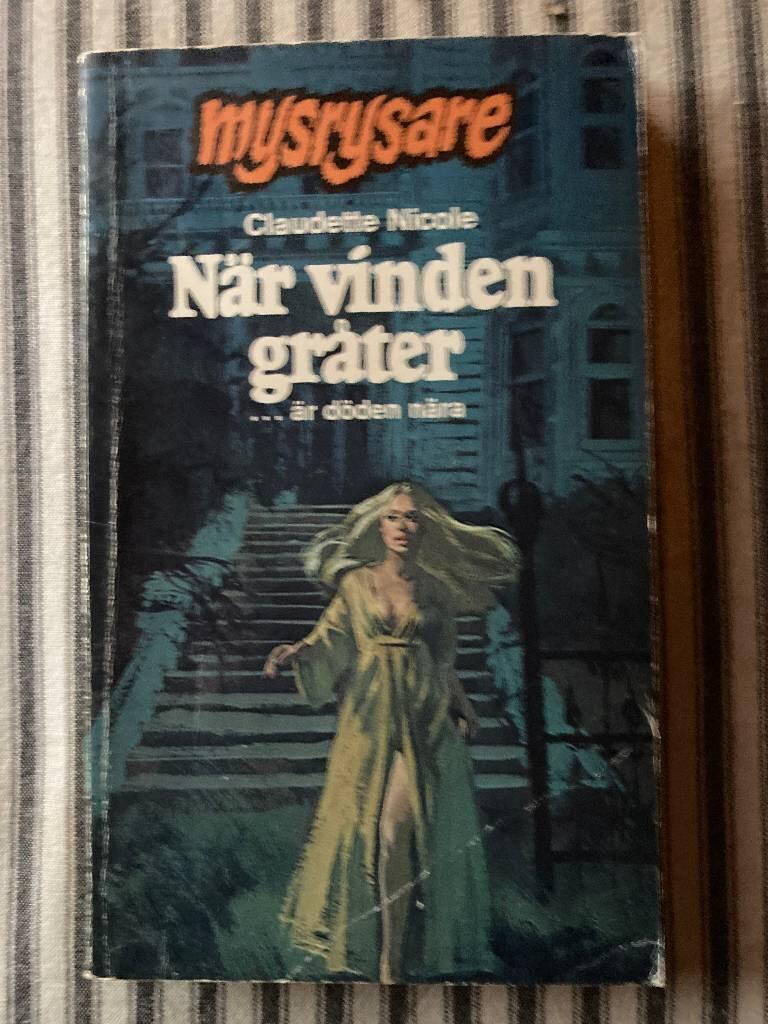 mysrysare
Claudette Nicole
När vinden
gråter
... är döden nära